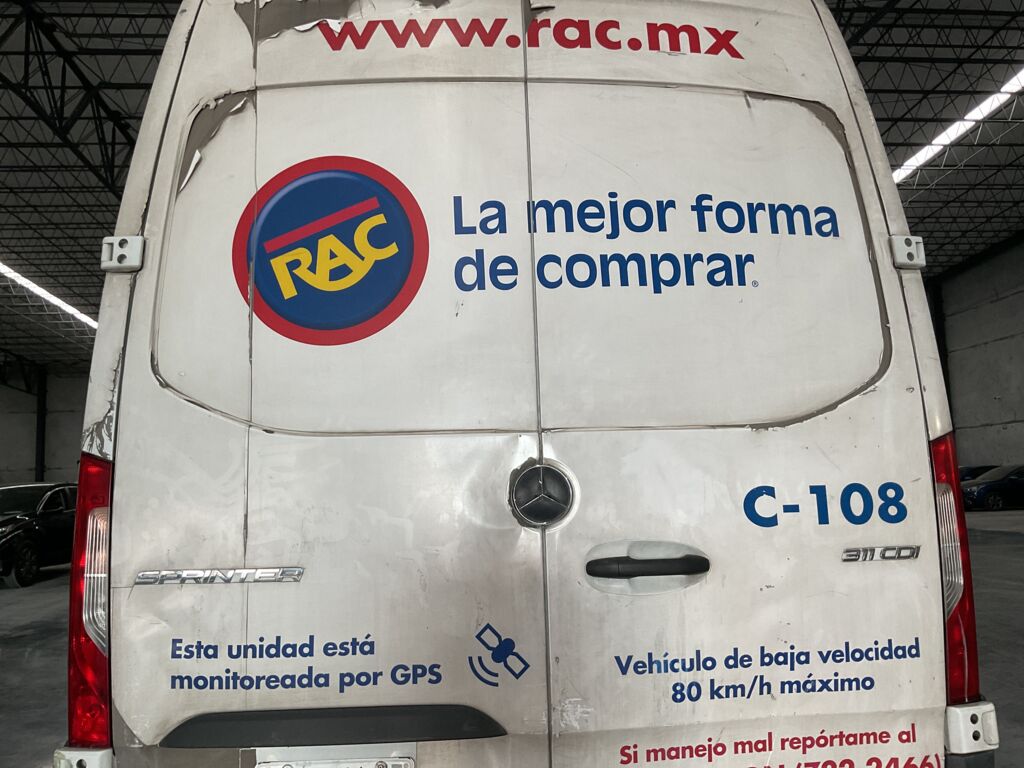 www.rac.mx
RAC
La mejor forma
de comprar®
C-108
311 CDI
SPRINTER
Esta unidad está
monitoreada por GPS
Vehículo de baja velocidad
80 km/h máximo
Si manejo mal repórtame al